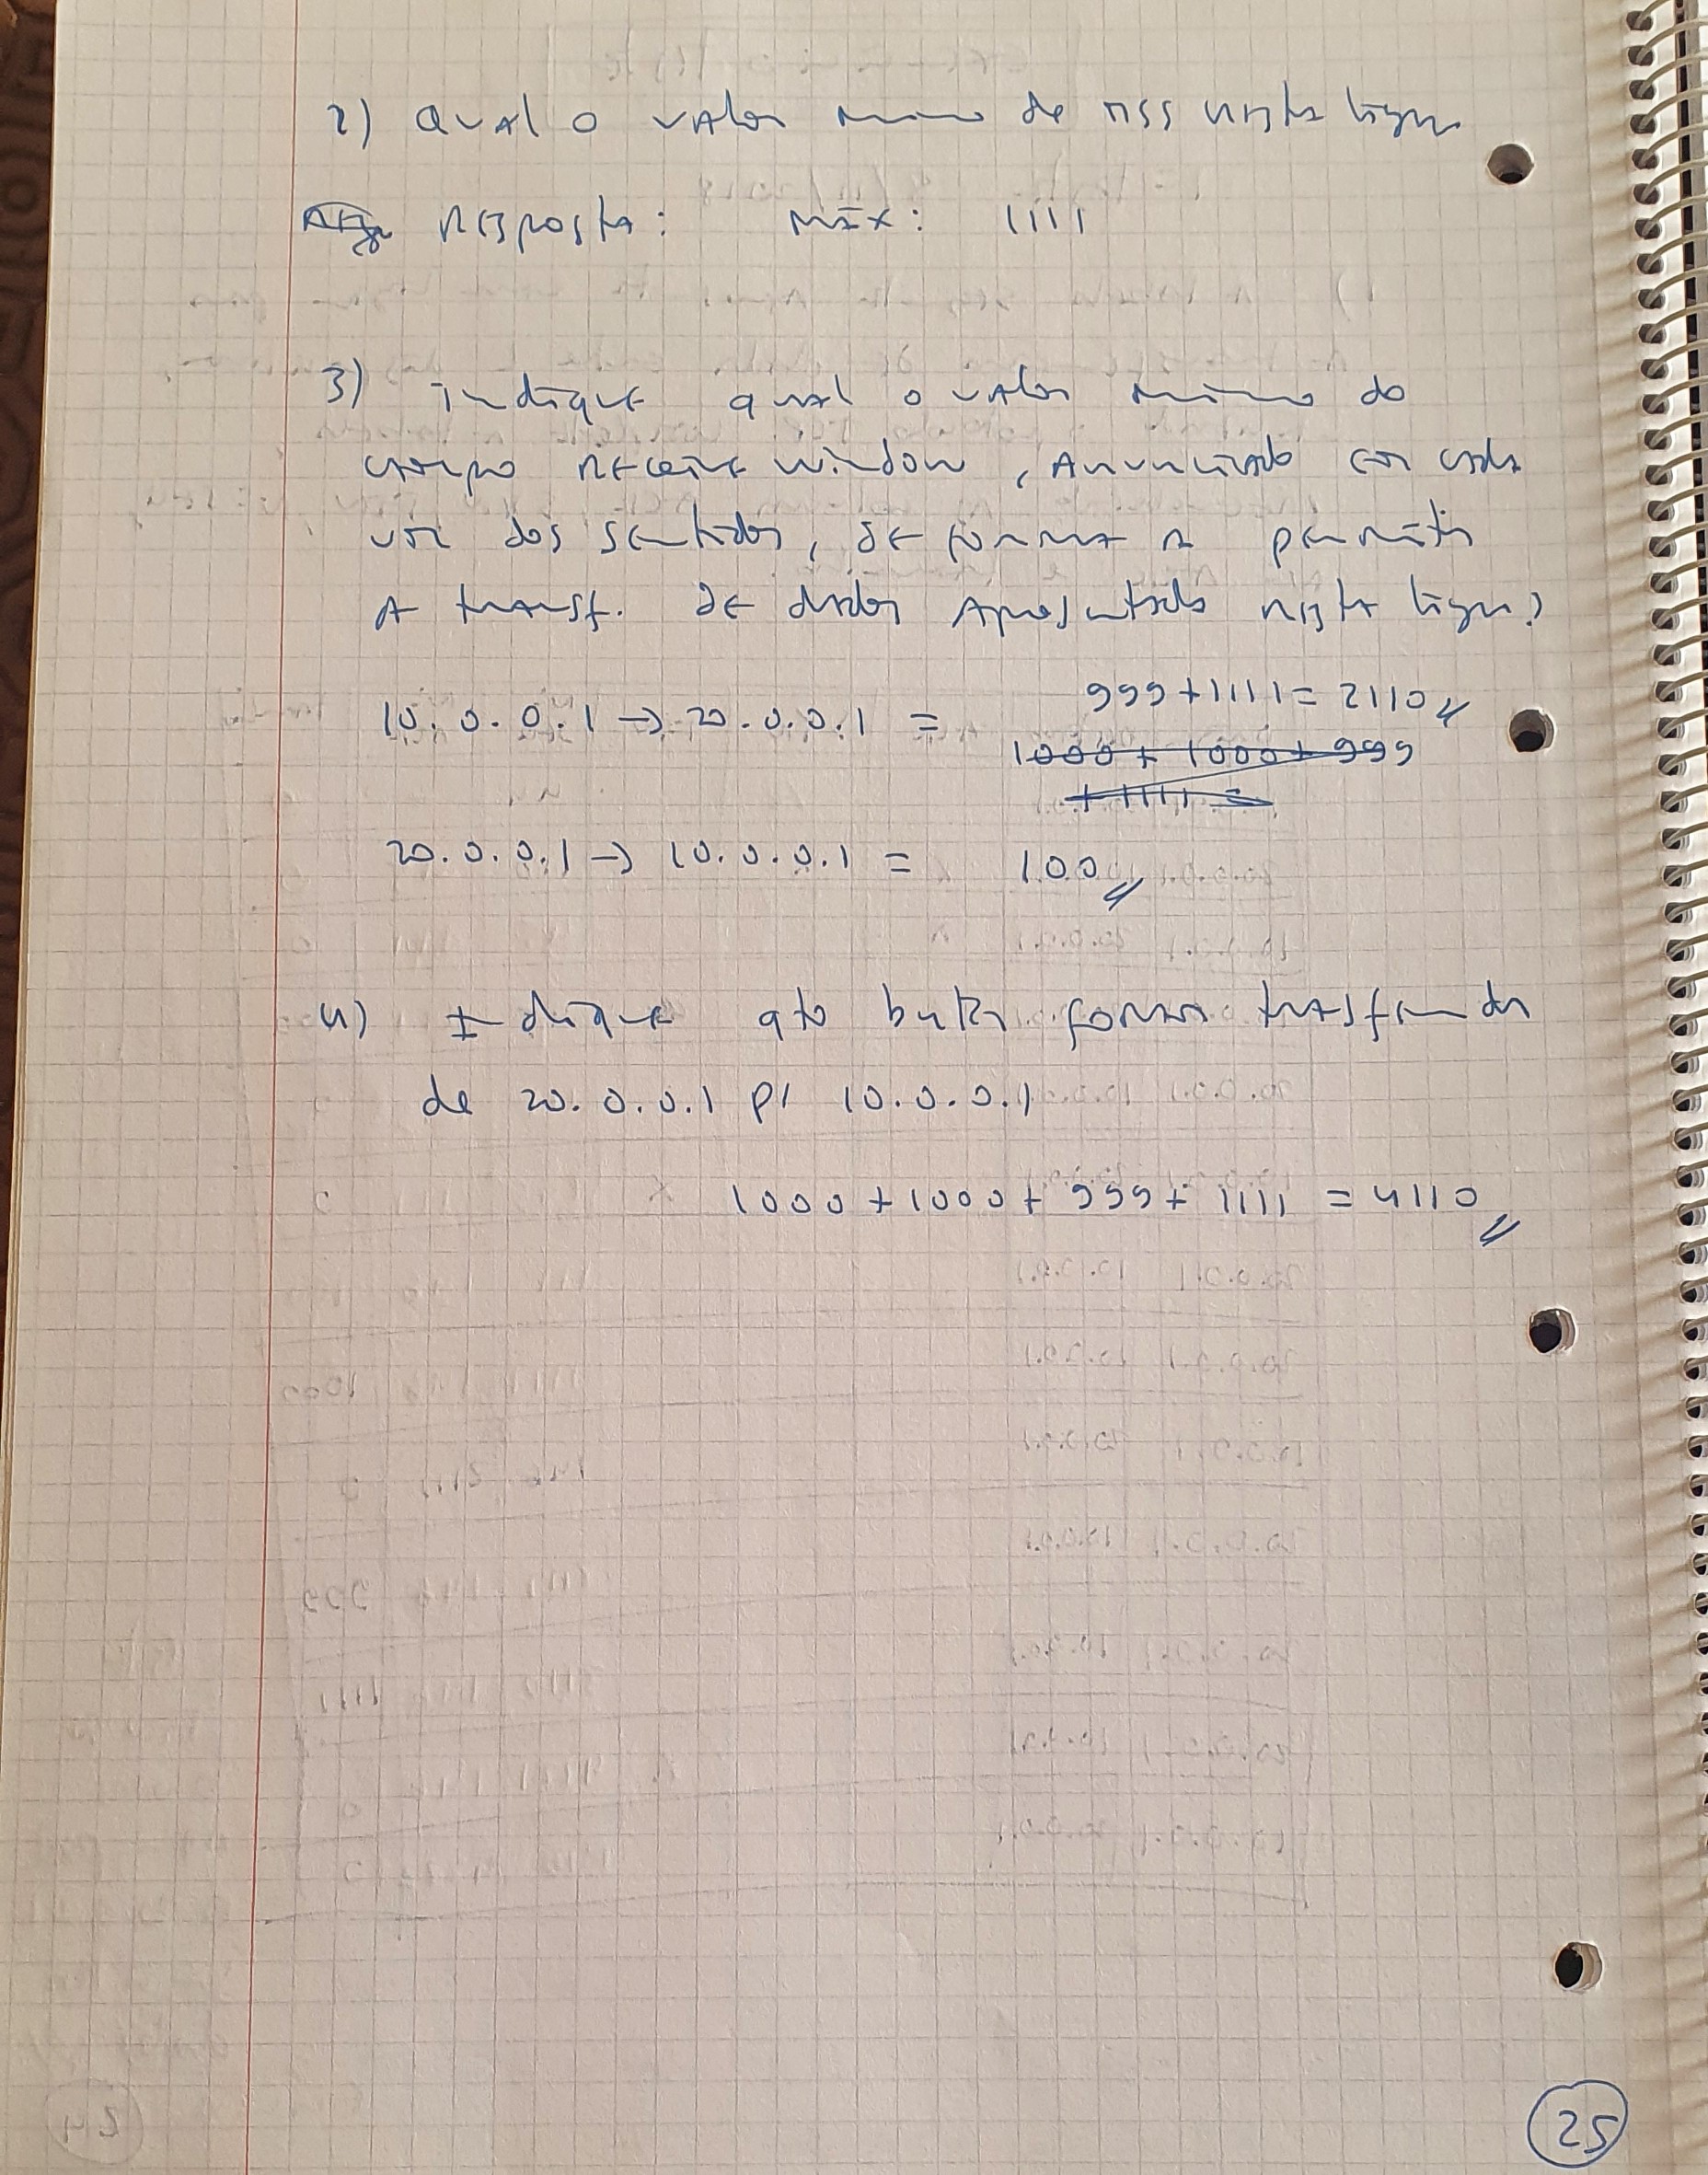 2) Qual o valor mínimo de MSS nesta ligação
Resposta: Máx: 1111
3) Indique qual o valor mínimo do
campo receive window, anunciado em cada
um dos sentidos, de forma a permitir
a transf. de dados apresentada nesta ligação?
999+1111=2110
10.0.0.1 → 20.0.0.1 =
1000 + 1000 + 999
+ 1111 =
20.0.0.1 → 10.0.0.1 = 100
4) Indique qto bytes foram
de 20.0.0.1 p/ 10.0.0.1
1000 + 1000 + 999 + 1111 = 4110
25